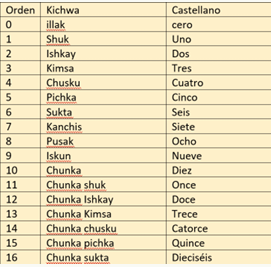 Orden Kichwa Castellano
0 illak cero
1 Shuk Uno
2 Ishkay Dos
3 Kimsa Tres
4 Chusku Cuatro
5 Pichka Cinco
6 Sukta Seis
7 Kanchis Siete
8 Pusak Ocho
9 Iskun Nueve
10 Chunka Diez
11 Chunka shuk Once
12 Chunka Ishkay Doce
13 Chunka Kimsa Trece
14 Chunka chusku Catorce
15 Chunka pichka Quince
16 Chunka sukta Dieciséis